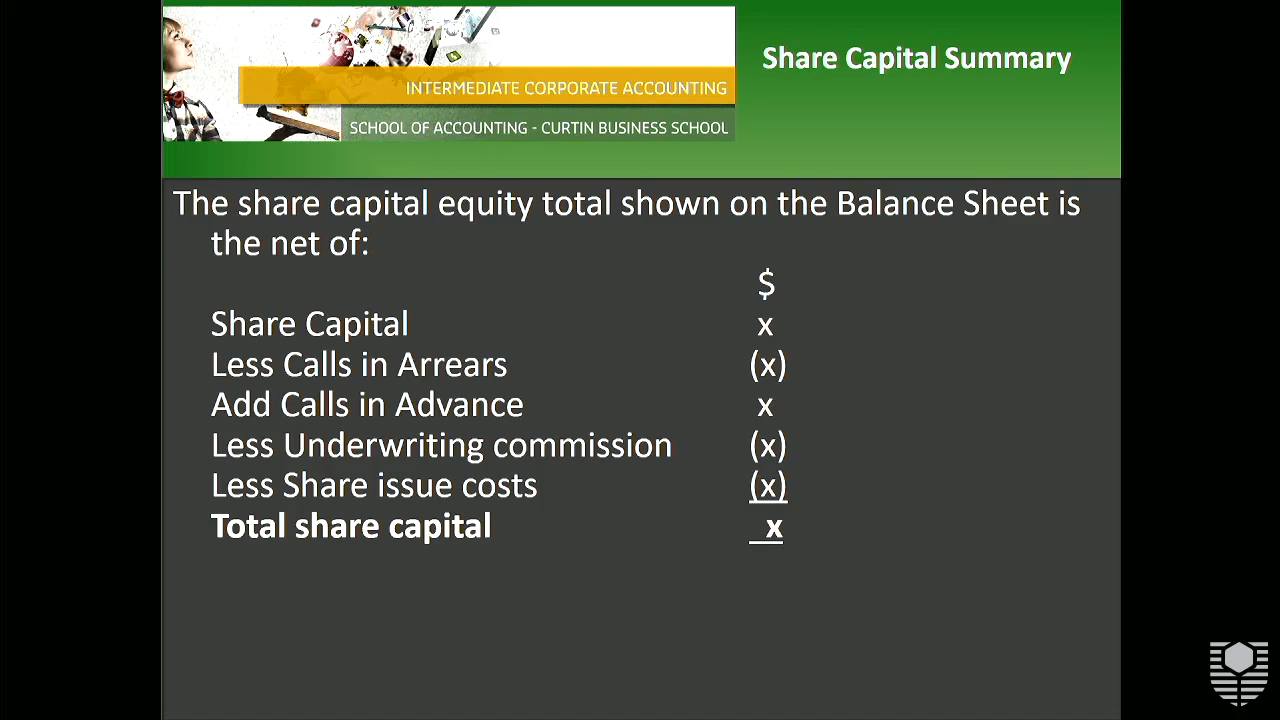 Share Capital Summary
INTERMEDIATE CORPORATE ACCOUNTING
SCHOOL OF ACCOUNTING - CURTIN BUSINESS SCHOOL
The share capital equity total shown on the Balance Sheet is
the net of:
$
Share Capital x
Less Calls in Arrears (x)
Add Calls in Advance x
Less Underwriting commission (x)
Less Share issue costs (x)
Total share capital x